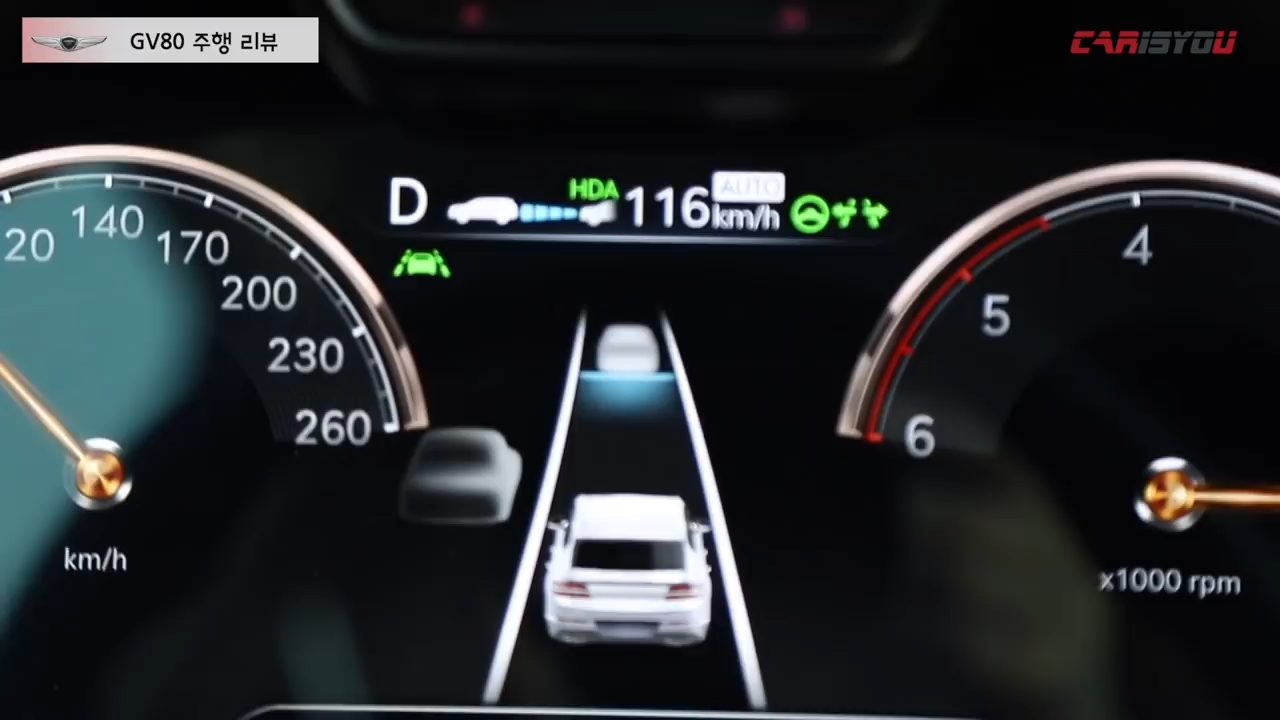 GV80 주행 리뷰
CARISYOU
D
HDA
116
AUTO
km/h
20
140
170
200
230
260
km/h
4
5
6
x1000 rpm